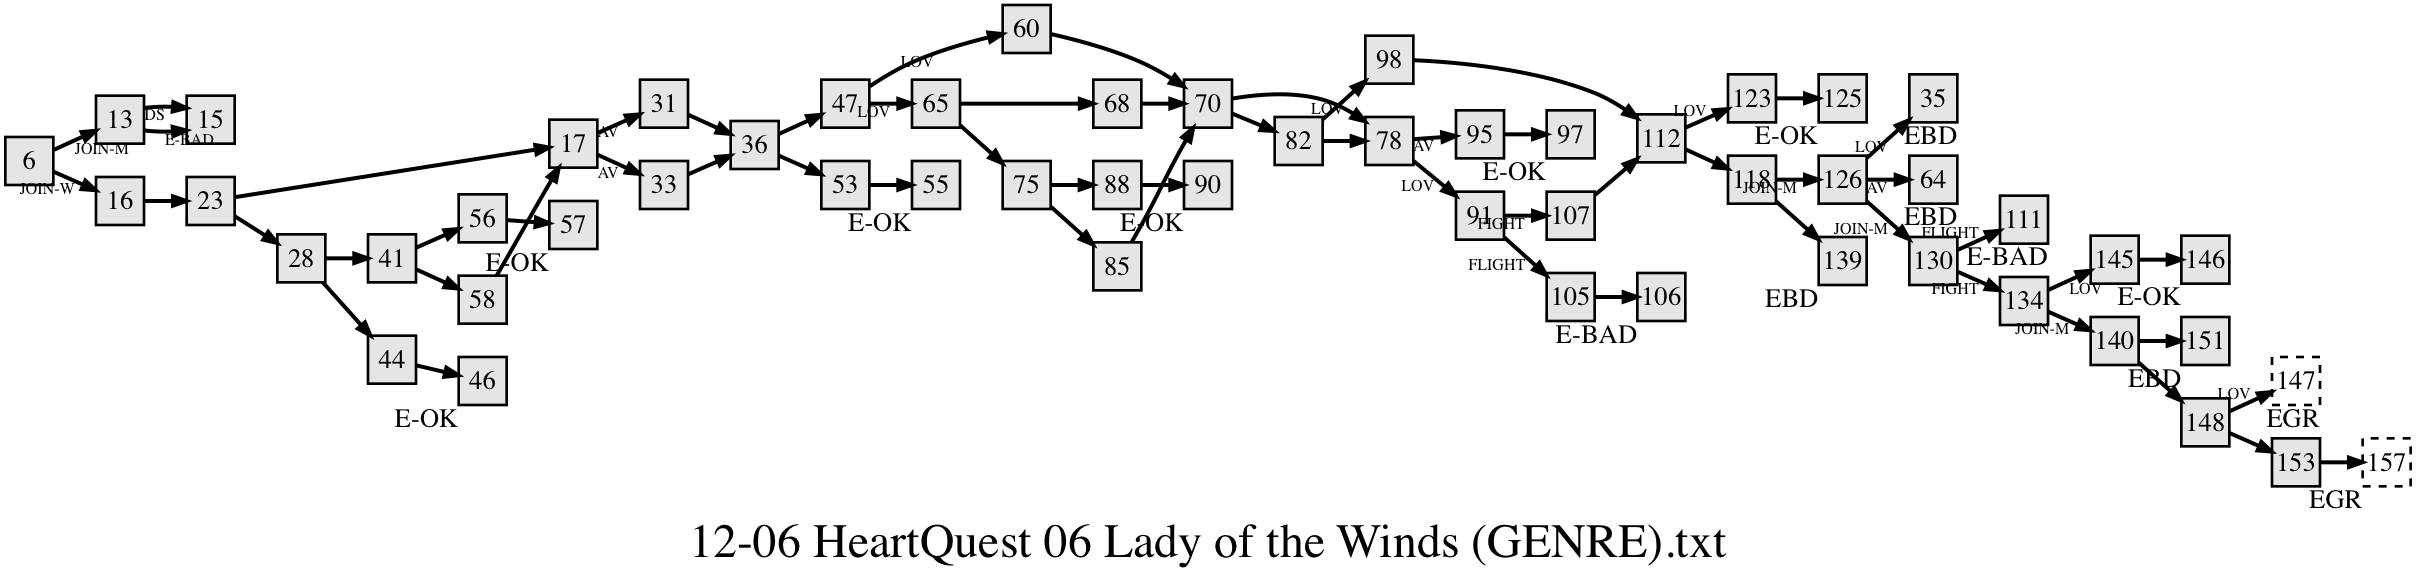 60
98
LOV
123
125
35
31
47
65
68
70
13
15
DS
LOV
LOV
LOV
E-BAD
JOIN-M
17
AV
36
82
78
95
97
112
E-OK
EBD
6
AV
33
AV
E-OK
LOV
JOIN-W
16
23
53
55
75
88
90
LOV
91
107
118
JOIN-M
126
AV
64
56
57
E-OK
E-OK
FIGHT
EBD
111
28
41
E-OK
JOIN-M
FLIGHT
E-BAD
85
FLIGHT
139
130
145
146
58
105
106
EBD
FIGHT
134
LOV
E-OK
E-BAD
JOIN-M
140
151
44
46
EBD
147
LOV
E-OK
148
EGR
153
157
EGR
12-06 HeartQuest 06 Lady of the Winds (GENRE).txt